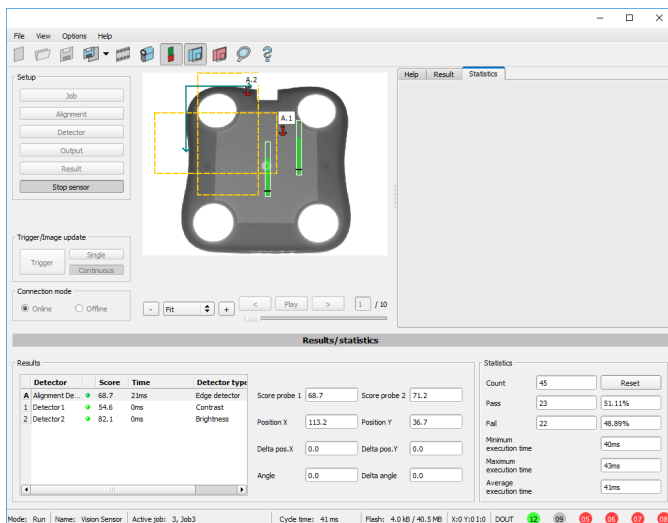 File View Options Help
Setup
Job
Alignment
Detector
Output
Result
Stop sensor
Trigger/Image update
Trigger
Single
Continuous
Connection mode
Online Offline
A.2
A.1
- Fit + < Play > 1 / 10
Help Result Statistics
Results/statistics
Results
Detector Score Time Detector type
A Alignment De... 68.7 21ms Edge detector
1 Detector1 54.6 0ms Contrast
2 Detector2 82.1 0ms Brightness
Score probe 1 68.7 Score probe 2 71.2
Position X 113.2 Position Y 36.7
Delta pos.X 0.0 Delta pos.Y 0.0
Angle 0.0 Delta angle 0.0
Statistics
Count 45 Reset
Pass 23 51.11%
Fail 22 48.89%
Minimum
execution time 40ms
Maximum
execution time 43ms
Average
execution time 41ms
Mode: Run Name: Vision Sensor Active job: 3, Job3 Cycle time: 41 ms Flash: 4,0 kB / 40,5 MB X:0 Y:0 I:0 DOUT 12 09 05 06 07 08